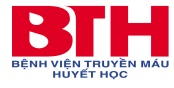 BTH
BỆNH VIỆN TRUYỀN MÁU
HUYẾT HỌC